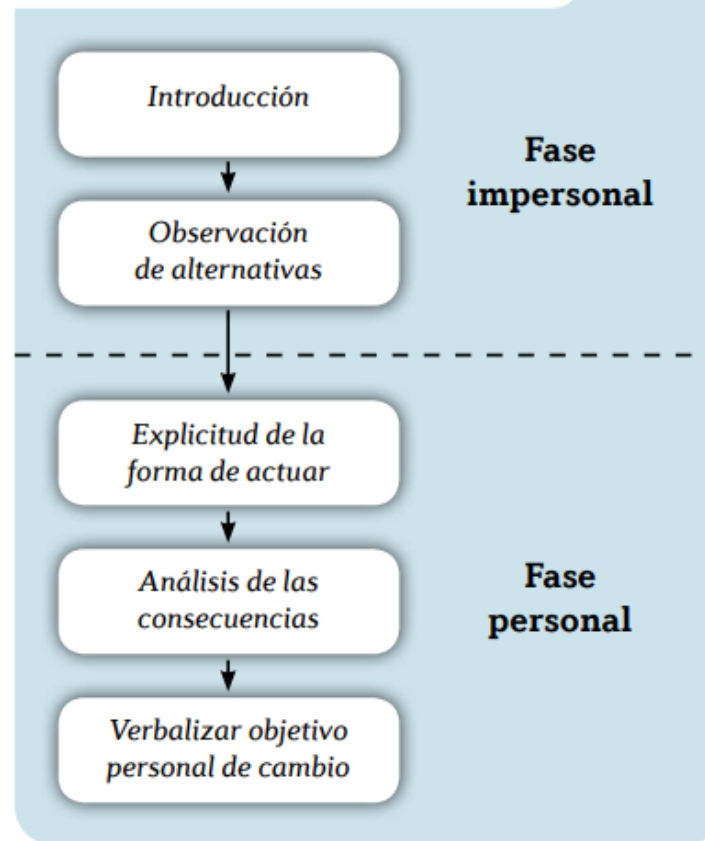 Introducción
Fase
impersonal
Observación
de alternativas
Explicitud de la
forma de actuar
Análisis de las
consecuencias
Fase
personal
Verbalizar objetivo
personal de cambio